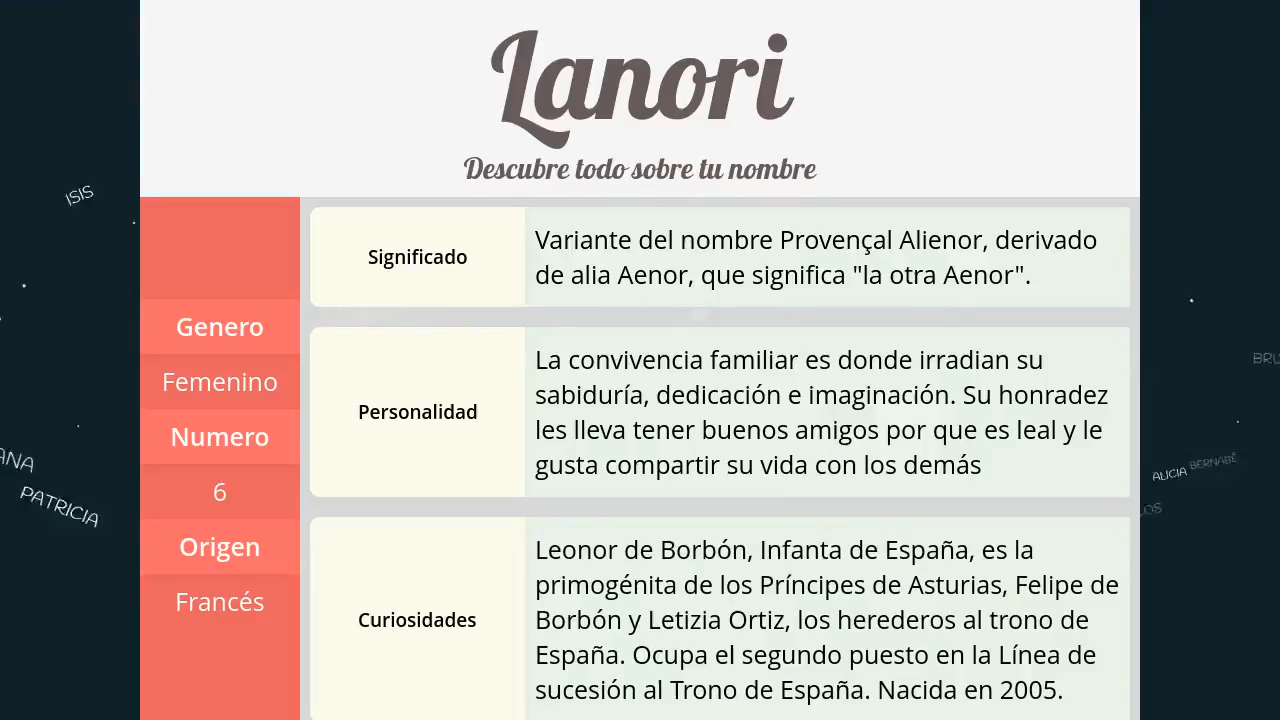 Lanori
Descubre todo sobre tu nombre
ISIS
Genero
Femenino
Numero
6
Origen
Francés
PATRICIA
Significado
Variante del nombre Provençal Alienor, derivado
de alia Aenor, que significa "la otra Aenor".
Personalidad
La convivencia familiar es donde irradian su
sabiduría, dedicación e imaginación. Su honradez
les lleva tener buenos amigos por que es leal y le
gusta compartir su vida con los demás
Curiosidades
Leonor de Borbón, Infanta de España, es la
primogénita de los Príncipes de Asturias, Felipe de
Borbón y Letizia Ortiz, los herederos al trono de
España. Ocupa el segundo puesto en la Línea de
sucesión al Trono de España. Nacida en 2005.
BRU
ALICIA BERNABÉ